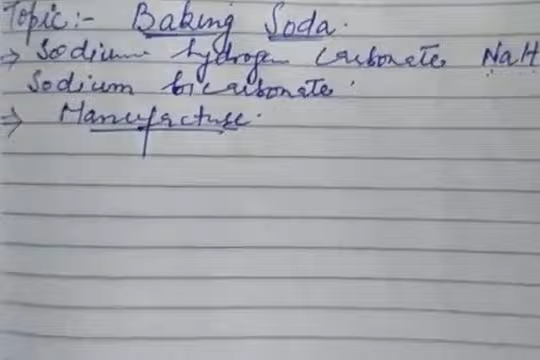 Topic:- Baking Soda.
⇒ Sodium hydrogen carbonate NaH
Sodium bicarbonate.
⇒ Manufacture.